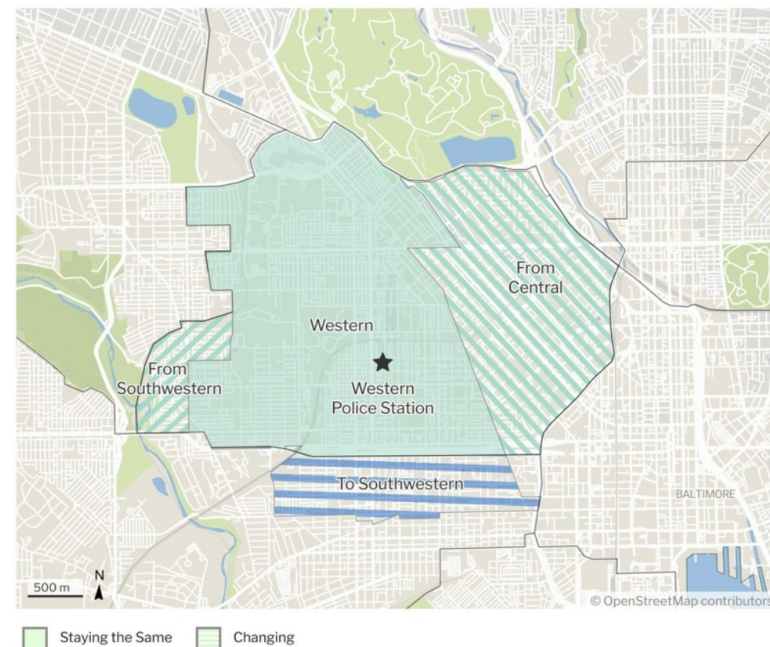 From
Central
Western
From
Southwestern
Western
Police Station
To Southwestern
BALTIMORE
500 m
N
© OpenStreetMap contributors
Staying the Same
Changing